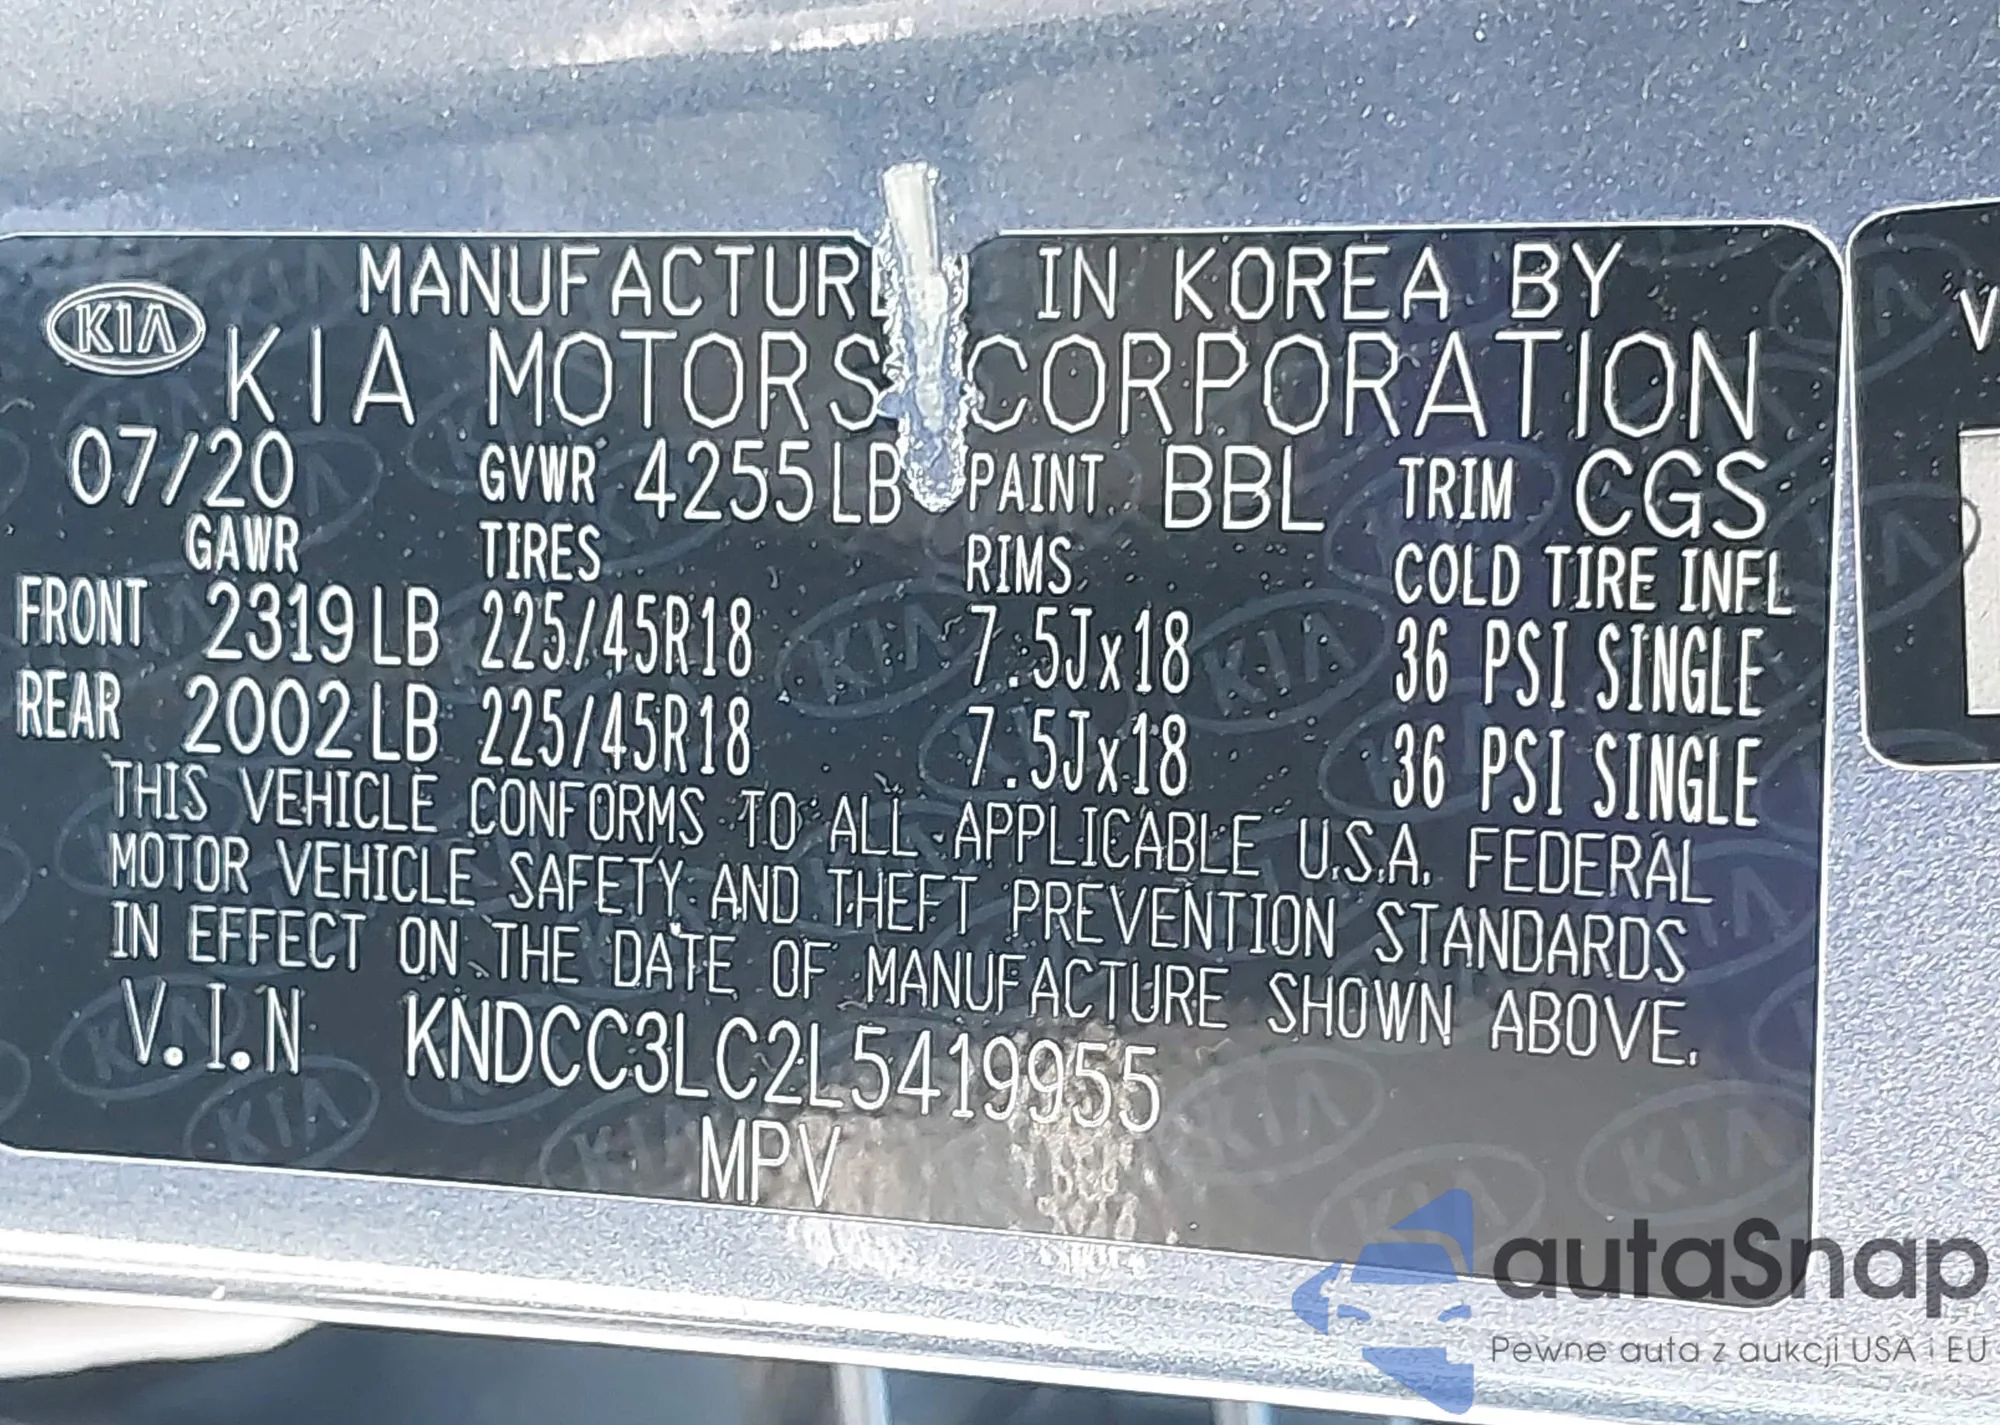 MANUFACTURED IN KOREA BY
KIA KIA MOTORS CORPORATION
07/20 GVWR 4255LB PAINT BBL TRIM CGS
GAWR TIRES RIMS COLD TIRE INFL
FRONT 2319LB 225/45R18 7.5Jx18 36 PSI SINGLE
REAR 2002LB 225/45R18 7.5Jx18 36 PSI SINGLE
THIS VEHICLE CONFORMS TO ALL APPLICABLE U.S.A. FEDERAL
MOTOR VEHICLE SAFETY AND THEFT PREVENTION STANDARDS
IN EFFECT ON THE DATE OF MANUFACTURE SHOWN ABOVE.
V.I.N KNDCC3LC2L5419955
MPV
autaSnap
Pewne auta z aukcji USA i EU